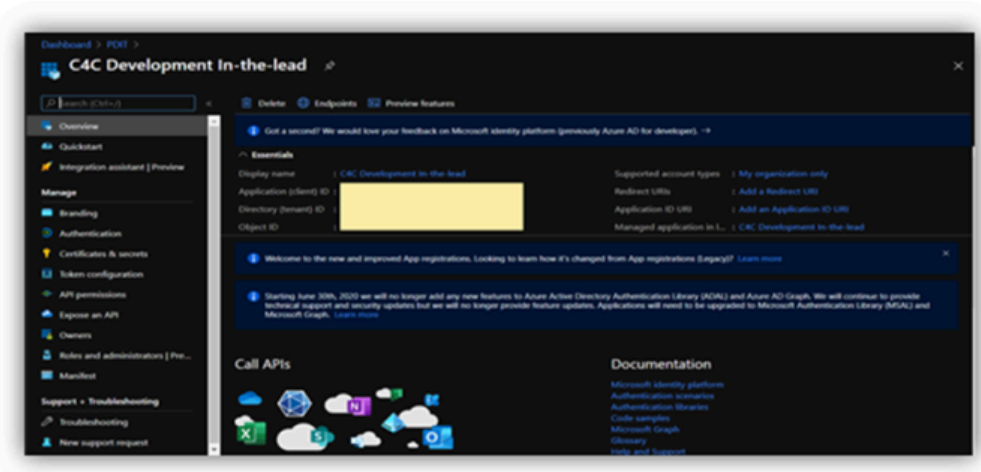 Dashboard > PDIT >
C4C Development In-the-lead
Search (Ctrl+/)
«
Delete
Endpoints
Preview features
Overview
Quickstart
Integration assistant | Preview
Manage
Branding
Authentication
Certificates & secrets
Token configuration
API permissions
Expose an API
Owners
Roles and administrators | Pre...
Manifest
Support + Troubleshooting
Troubleshooting
New support request
Got a second? We would love your feedback on Microsoft identity platform (previously Azure AD for developer). →
Essentials
Display name : C4C Development In-the-lead
Application (client) ID :
Directory (tenant) ID :
Object ID :
Supported account types : My organization only
Redirect URIs : Add a Redirect URI
Application ID URI : Add an Application ID URI
Managed application in l... : C4C Development In-the-lead
Welcome to the new and improved App registrations. Looking to learn how it's changed from App registrations (Legacy)? Learn more
Starting June 30th, 2020 we will no longer add any new features to Azure Active Directory Authentication Library (ADAL) and Azure AD Graph. We will continue to provide
technical support and security updates but we will no longer provide feature updates. Applications will need to be upgraded to Microsoft Authentication Library (MSAL) and
Microsoft Graph. Learn more
Call APIs
N
X
S
O
Documentation
Microsoft identity platform
Authentication scenarios
Authentication libraries
Code samples
Microsoft Graph
Glossary
Help and Support